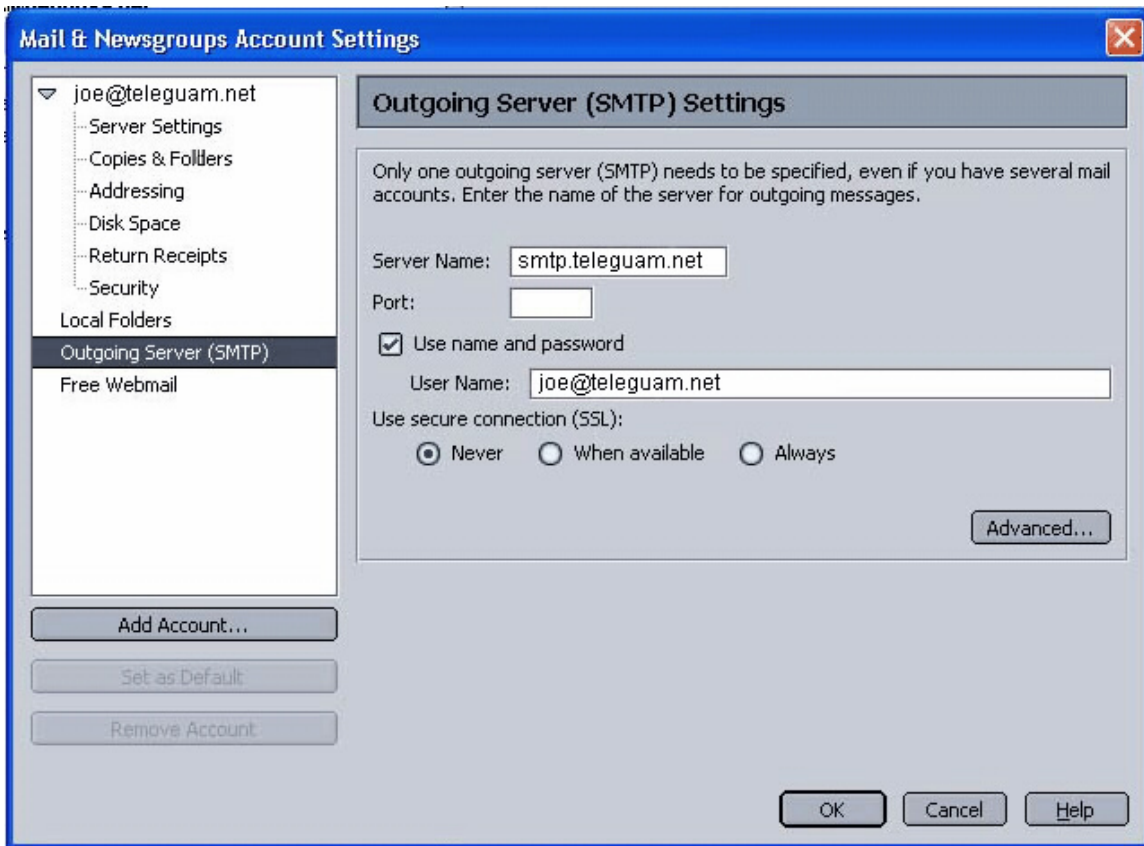 Mail & Newsgroups Account Settings
joe@teleguam.net
Server Settings
Copies & Folders
Addressing
Disk Space
Return Receipts
Security
Local Folders
Outgoing Server (SMTP)
Free Webmail
Add Account...
Set as Default
Remove Account
Outgoing Server (SMTP) Settings
Only one outgoing server (SMTP) needs to be specified, even if you have several mail
accounts. Enter the name of the server for outgoing messages.
Server Name: smtp.teleguam.net
Port:
Use name and password
User Name: joe@teleguam.net
Use secure connection (SSL):
Never When available Always
Advanced...
OK Cancel Help